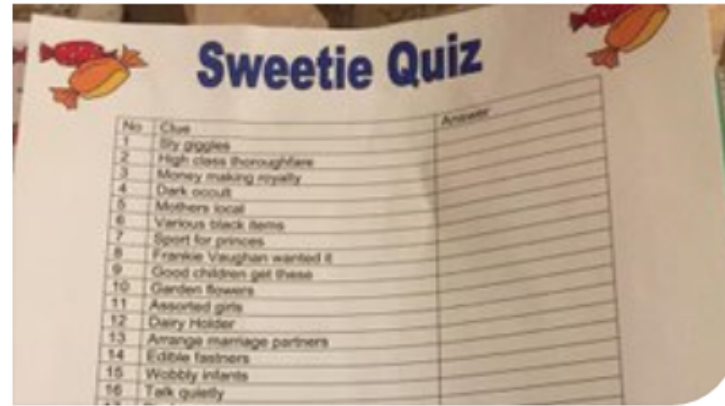 Sweetie Quiz
No Clue Answer
1 Sly giggles
2 High class thoroughfare
3 Money making royalty
4 Dark occult
5 Mothers local
6 Various black items
7 Sport for princes
8 Frankie Vaughan wanted it
9 Good children get these
10 Garden flowers
11 Assorted girls
12 Dairy Holder
13 Arrange marriage partners
14 Edible fastners
15 Wobbly infants
16 Talk quietly